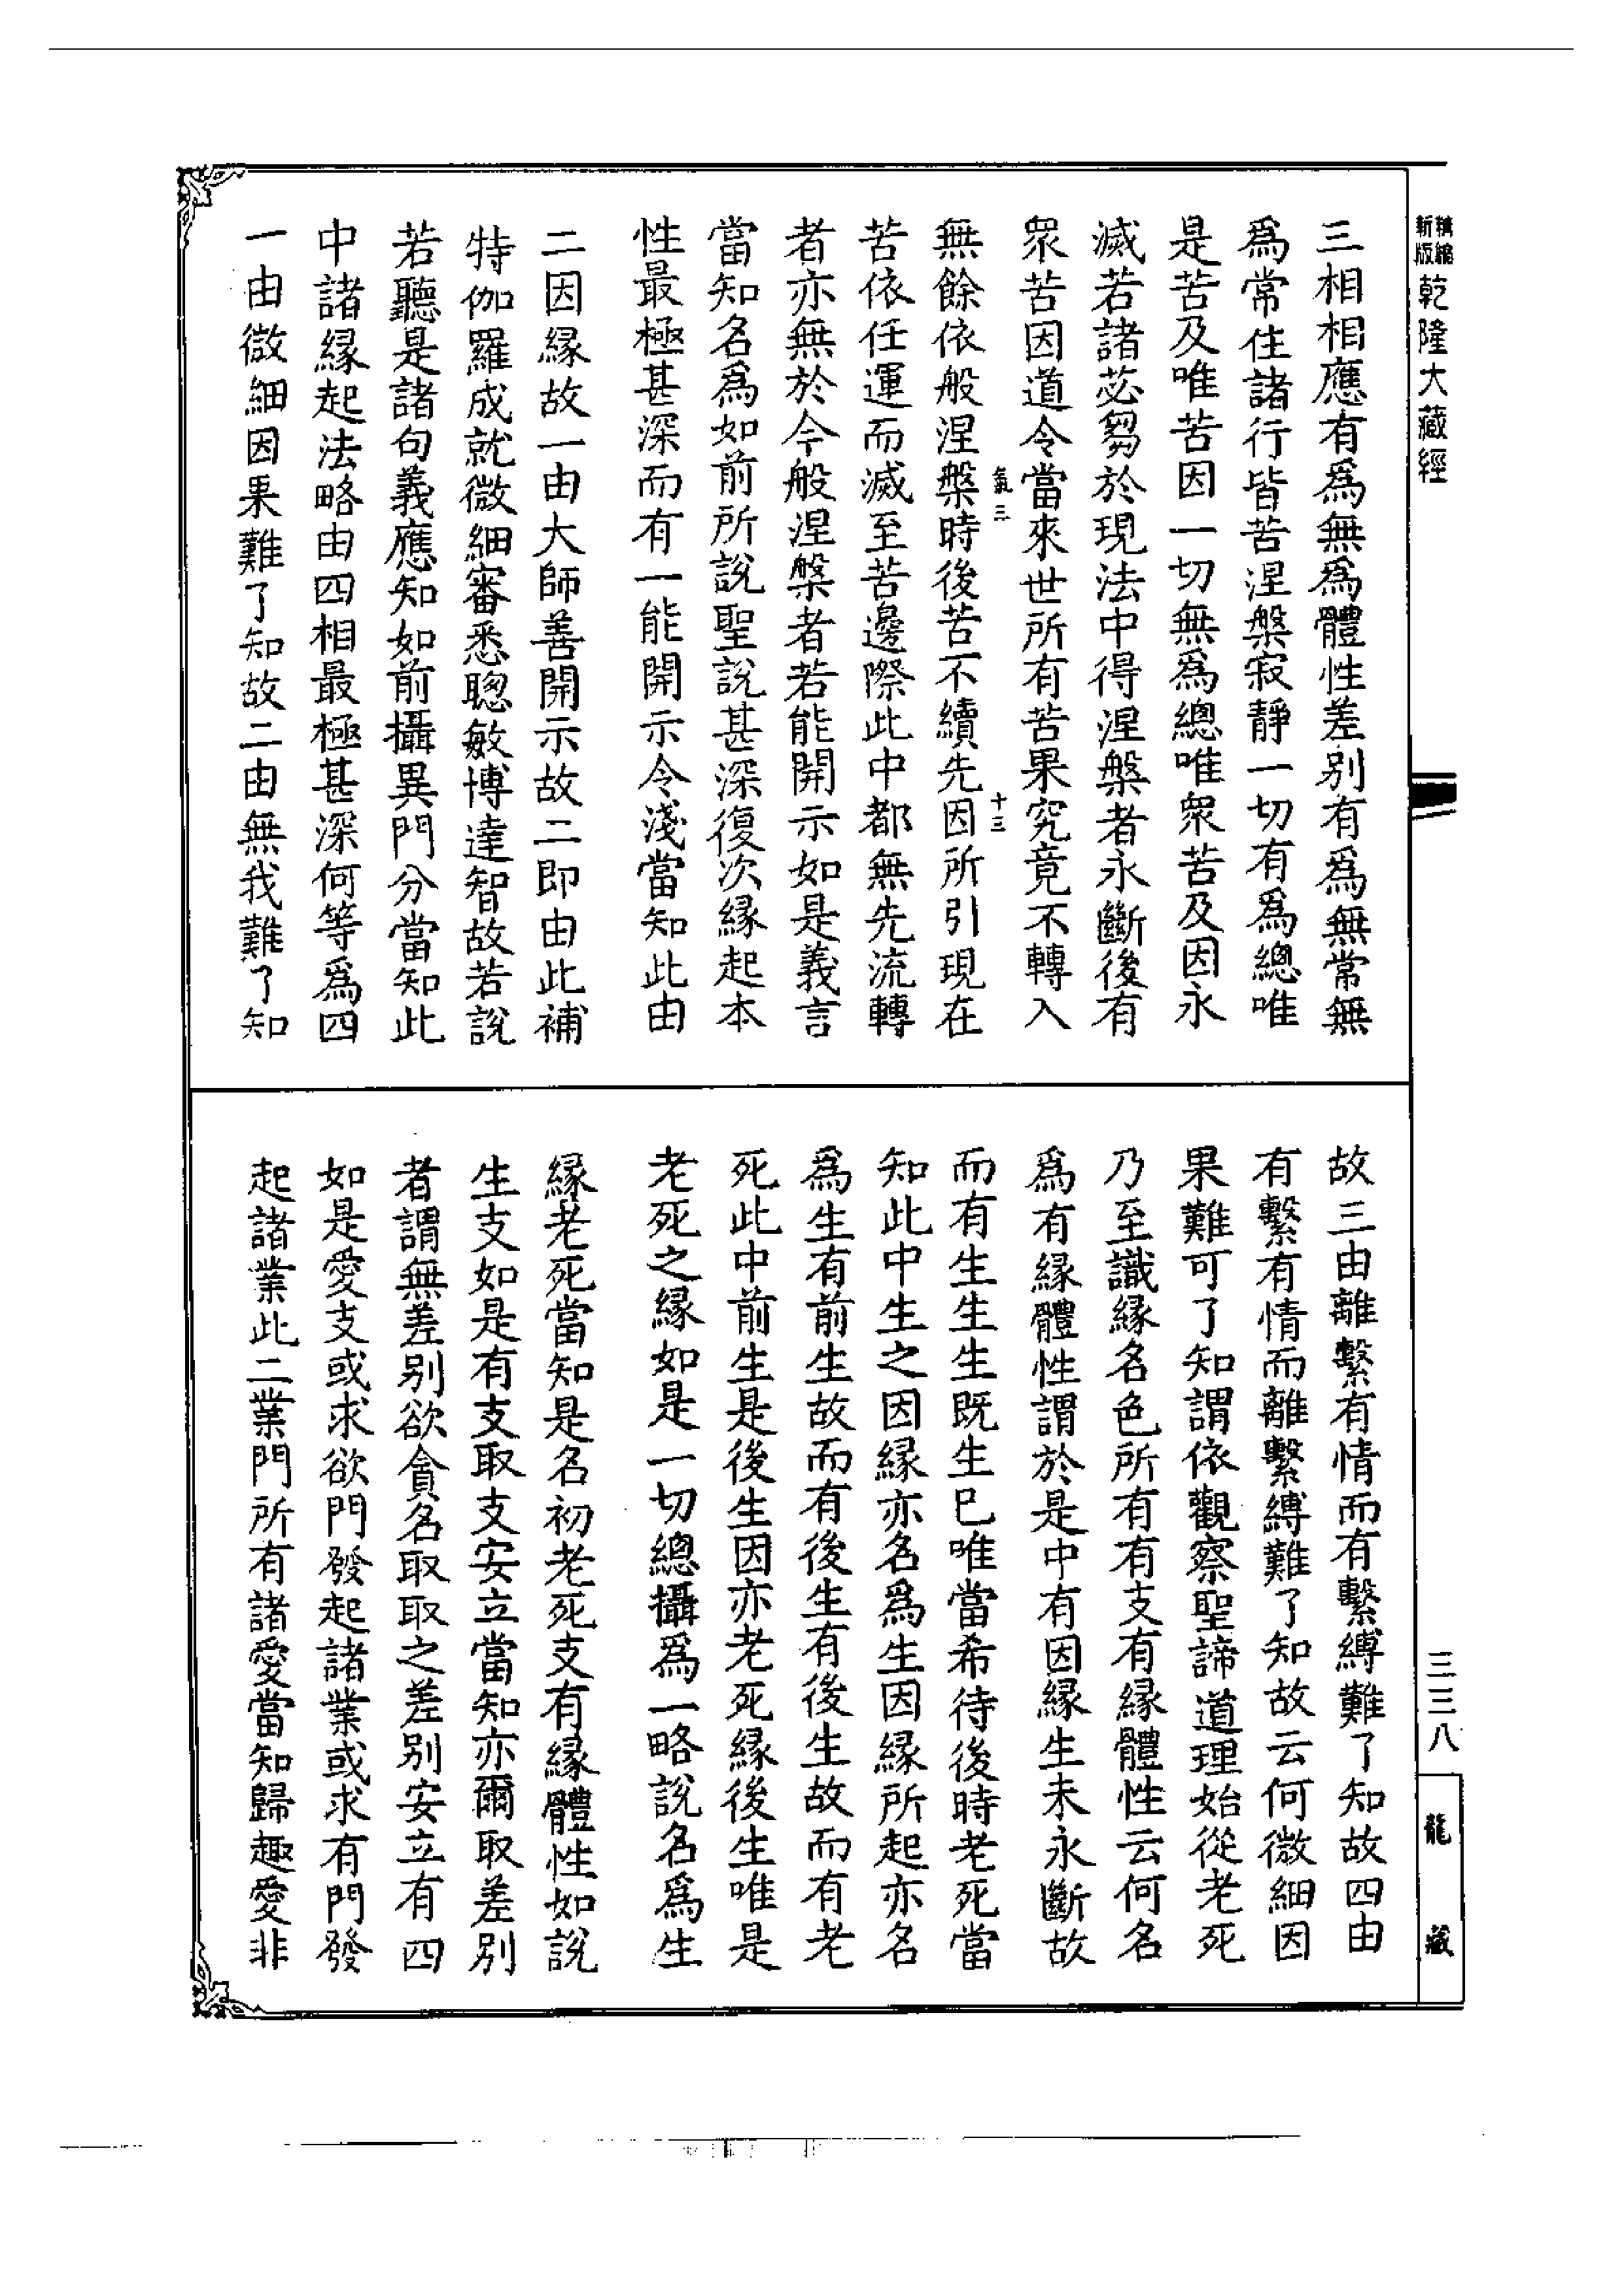 新版
精編
乾隆大藏經
三相相應有爲無爲體性差別有爲無常無
爲常住諸行皆苦涅槃寂靜一切有爲總唯
是苦及唯苦因一切無爲總唯眾苦及因永
滅若諸苾芻於現法中得涅槃者永斷後有
眾苦因道令當來世所有苦果究竟不轉入
氣三
十三
無餘依般涅槃時後苦不續先因所引現在
苦依任運而滅至苦邊際此中都無先流轉
者亦無於今般涅槃者若能開示如是義言
當知名爲如前所說聖說甚深復次緣起本
性最極甚深而有一能開示令淺當知此由
二因緣故一由大師善開示故二即由此補
特伽羅成就微細審悉聰敏博達智故若說
若聽是諸句義應知如前攝異門分當知此
中諸緣起法略由四相最極甚深何等爲四
一由微細因果難了知故二由無我難了知
故三由離繫有情而有繫縛難了知故四由
有繫有情而離繫縛難了知故云何微細因
果難可了知謂依觀察聖諦道理始從老死
乃至識緣名色所有有支有緣體性云何名
爲有緣體性謂於是中有因緣生未永斷故
而有生生生既生已唯當希待後時老死當
知此中生之因緣亦名爲生因緣所起亦名
爲生有前生故而有後生有後生故而有老
死此中前生是後生因亦老死緣後生唯是
老死之緣如是一切總攝爲一略說名爲生
緣老死當知是名初老死支有緣體性如說
生支如是有支取支安立當知亦爾取差別
者謂無差別欲貪名取取之差別安立有四
如是愛支或求欲門發起諸業或求有門發
起諸業此二業門所有諸愛當知歸趣愛非
三三八
龍藏